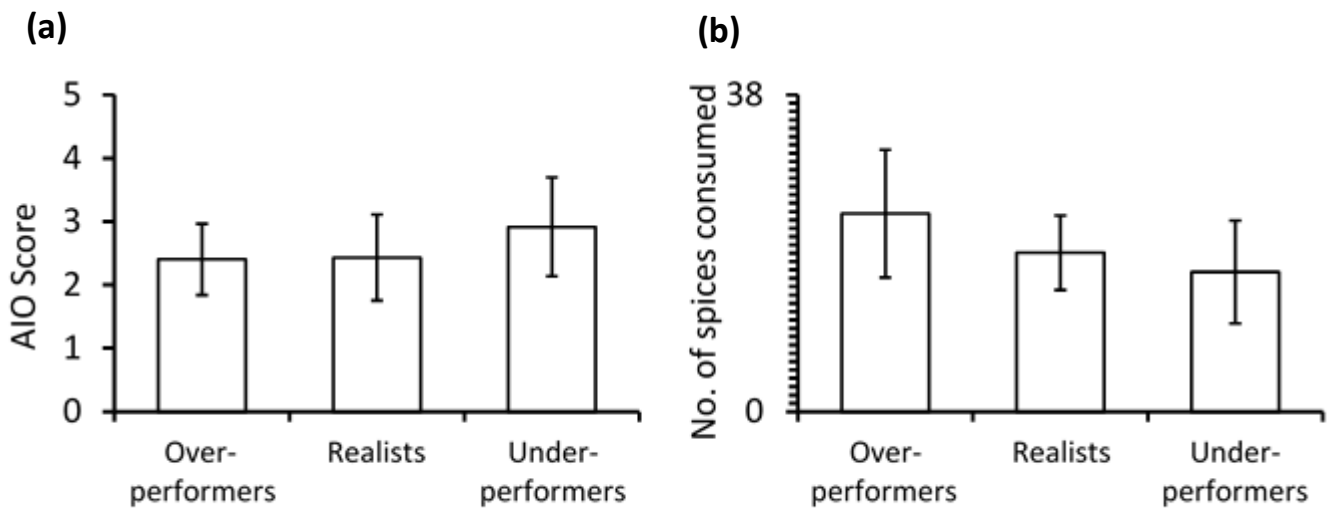 (a)
AIO Score
5
4
3
2
1
0
Over-
performers
Realists
Under-
performers
(b)
No. of spices consumed
38
0
Over-
performers
Realists
Under-
performers